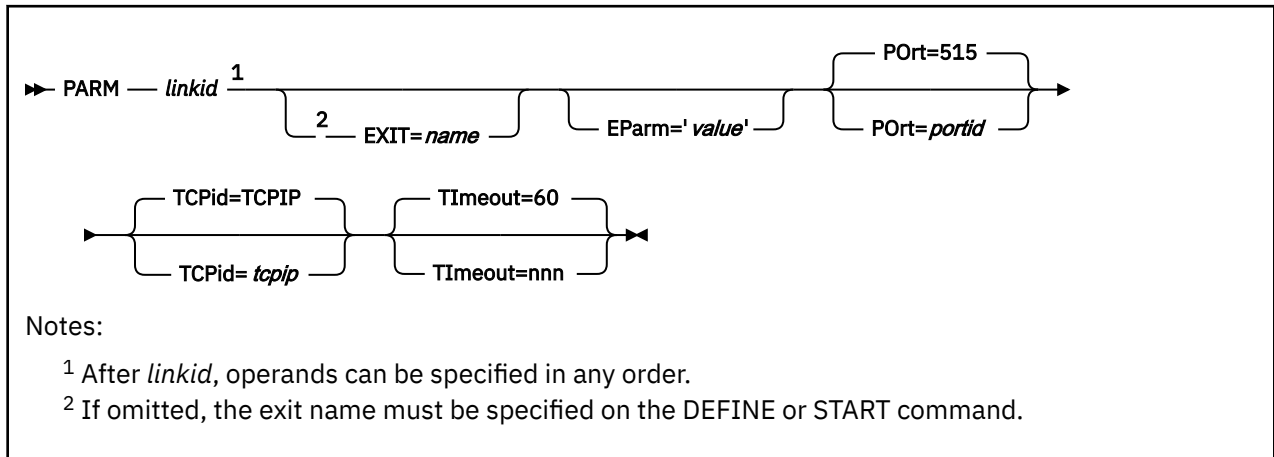 POrt=515
PARM linkid 1
2 EXIT=name EParm='value' POrt=portid
TCPid=TCPIP TImeout=60
TCPid=tcpip TImeout=nnn
Notes:
1 After linkid, operands can be specified in any order.
2 If omitted, the exit name must be specified on the DEFINE or START command.